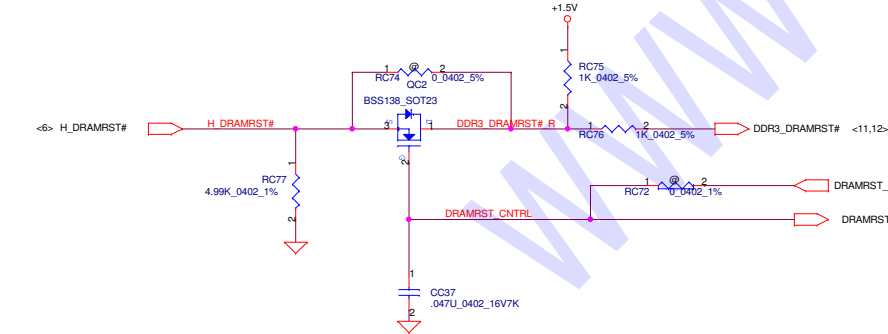 +1.5V
1
RC75
1K_0402_5%
2
1
@
2
RC74
0_0402_5%
QC2
BSS138_SOT23
<6> H_DRAMRST#
H_DRAMRST#
3
S
D
1
DDR3_DRAMRST#_R
1
2
RC76
1K_0402_5%
DDR3_DRAMRST# <11,12>
G
2
1
RC77
4.99K_0402_1%
2
1
@
2
RC72
0_0402_1%
DRAMRST_
DRAMRST_CNTRL
DRAMRST
1
CC37
.047U_0402_16V7K
2
WWW